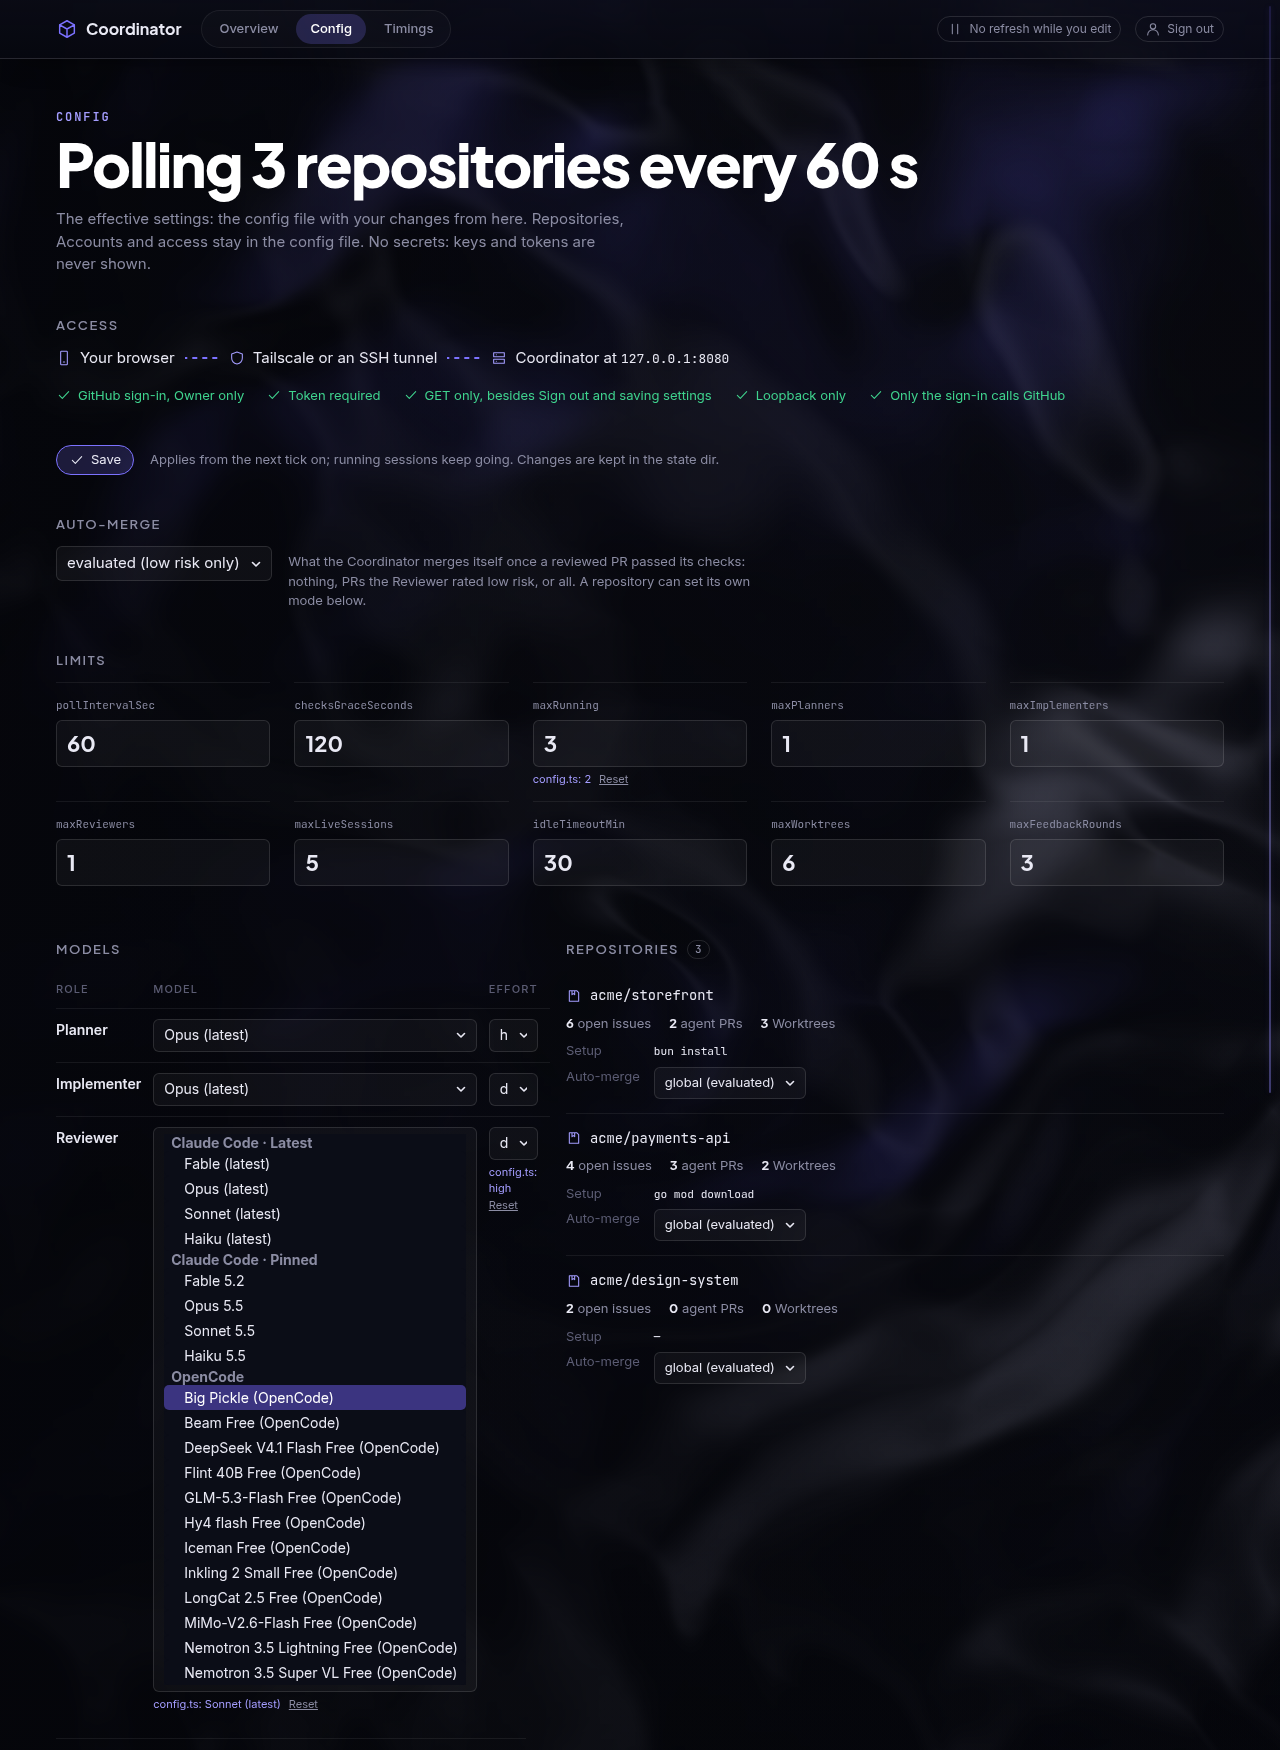 Coordinator
Overview
Config
Timings
No refresh while you edit
Sign out
CONFIG
Polling 3 repositories every 60 s
The effective settings: the config file with your changes from here. Repositories,
Accounts and access stay in the config file. No secrets: keys and tokens are
never shown.
ACCESS
Your browser
Tailscale or an SSH tunnel
Coordinator at 127.0.0.1:8080
GitHub sign-in, Owner only
Token required
GET only, besides Sign out and saving settings
Loopback only
Only the sign-in calls GitHub
Save
Applies from the next tick on; running sessions keep going. Changes are kept in the state dir.
AUTO-MERGE
evaluated (low risk only)
What the Coordinator merges itself once a reviewed PR passed its checks:
nothing, PRs the Reviewer rated low risk, or all. A repository can set its own
mode below.
LIMITS
pollIntervalSec
60
checksGraceSeconds
120
maxRunning
3
config.ts: 2 Reset
maxPlanners
1
maxImplementers
1
maxReviewers
1
maxLiveSessions
5
idleTimeoutMin
30
maxWorktrees
6
maxFeedbackRounds
3
MODELS
ROLE
MODEL
EFFORT
Planner
Opus (latest)
h
Implementer
Opus (latest)
d
Reviewer
Claude Code · Latest
Fable (latest)
Opus (latest)
Sonnet (latest)
Haiku (latest)
Claude Code · Pinned
Fable 5.2
Opus 5.5
Sonnet 5.5
Haiku 5.5
OpenCode
Big Pickle (OpenCode)
Beam Free (OpenCode)
DeepSeek V4.1 Flash Free (OpenCode)
Flint 40B Free (OpenCode)
GLM-5.3-Flash Free (OpenCode)
Hy4 flash Free (OpenCode)
Iceman Free (OpenCode)
Inkling 2 Small Free (OpenCode)
LongCat 2.5 Free (OpenCode)
MiMo-V2.6-Flash Free (OpenCode)
Nemotron 3.5 Lightning Free (OpenCode)
Nemotron 3.5 Super VL Free (OpenCode)
config.ts: Sonnet (latest) Reset
d
config.ts:
high
Reset
REPOSITORIES 3
acme/storefront
6 open issues 2 agent PRs 3 Worktrees
Setup bun install
Auto-merge global (evaluated)
acme/payments-api
4 open issues 3 agent PRs 2 Worktrees
Setup go mod download
Auto-merge global (evaluated)
acme/design-system
2 open issues 0 agent PRs 0 Worktrees
Setup –
Auto-merge global (evaluated)